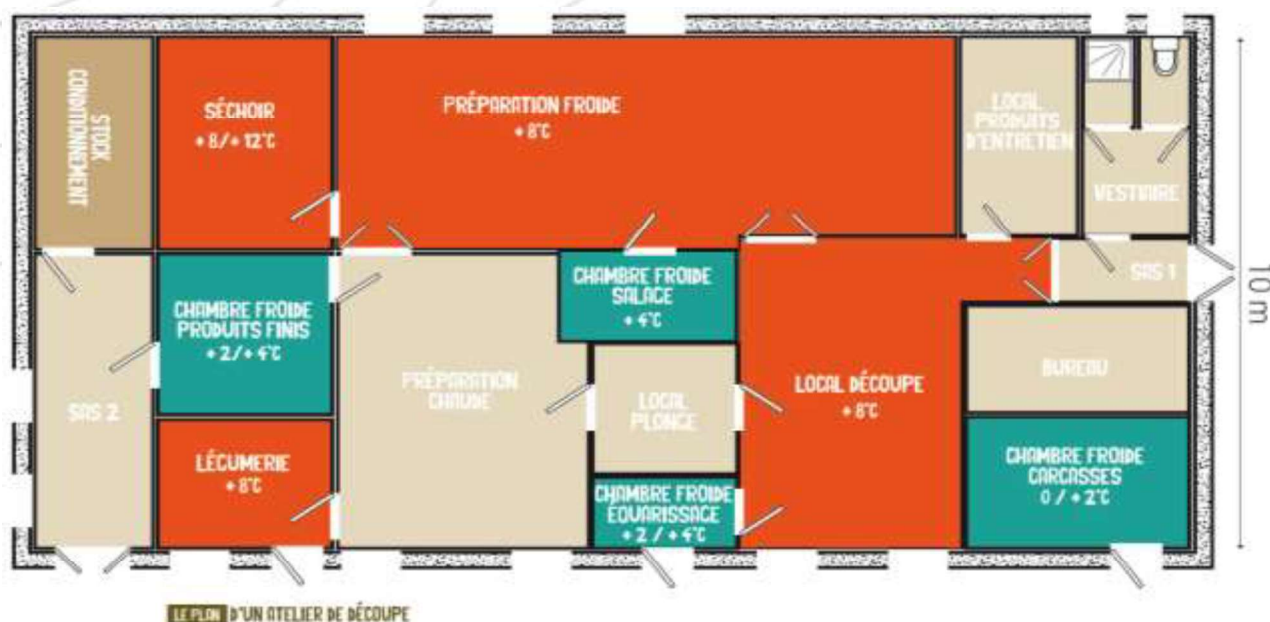 STOCK
CONDITIONNEMENT
SÉCHOIR
+ 8/+ 12°C
PRÉPARATION FROIDE
+ 8°C
LOCAL
PRODUITS
D'ENTRETIEN
VESTIAIRE
SAS 1
10 m
CHAMBRE FROIDE
PRODUITS FINIS
+ 2/+ 4°C
CHAMBRE FROIDE
SALAGE
+ 4°C
SAS 2
PRÉPARATION
CHAUDE
LOCAL
PLONGE
LOCAL DÉCOUPE
+ 8°C
BUREAU
LÉGUMERIE
+ 8°C
CHAMBRE FROIDE
ÉQUARISSAGE
+ 2 / + 4°C
CHAMBRE FROIDE
CARCASSES
0 / + 2°C
LE PLAN D'UN ATELIER DE DÉCOUPE